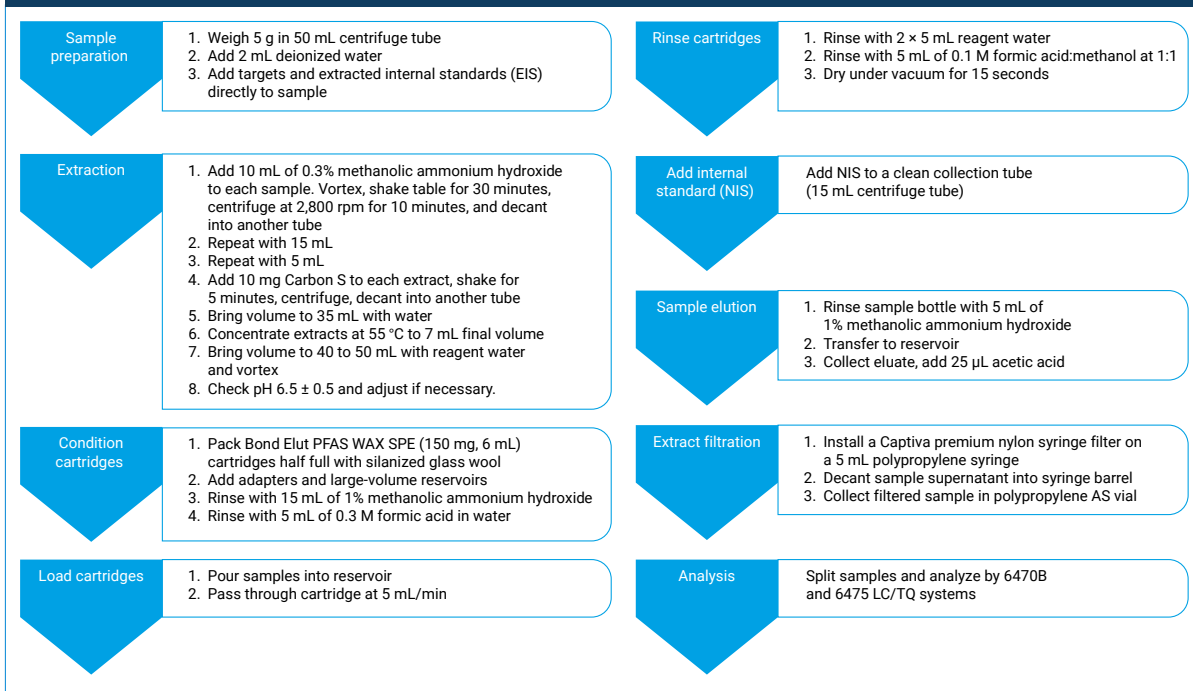 Sample
preparation
1. Weigh 5 g in 50 mL centrifuge tube
2. Add 2 mL deionized water
3. Add targets and extracted internal standards (EIS)
directly to sample
Extraction
1. Add 10 mL of 0.3% methanolic ammonium hydroxide
to each sample. Vortex, shake table for 30 minutes,
centrifuge at 2,800 rpm for 10 minutes, and decant
into another tube
2. Repeat with 15 mL
3. Repeat with 5 mL
4. Add 10 mg Carbon S to each extract, shake for
5 minutes, centrifuge, decant into another tube
5. Bring volume to 35 mL with water
6. Concentrate extracts at 55 °C to 7 mL final volume
7. Bring volume to 40 to 50 mL with reagent water
and vortex
8. Check pH 6.5 ± 0.5 and adjust if necessary.
Condition
cartridges
1. Pack Bond Elut PFAS WAX SPE (150 mg, 6 mL)
cartridges half full with silanized glass wool
2. Add adapters and large-volume reservoirs
3. Rinse with 15 mL of 1% methanolic ammonium hydroxide
4. Rinse with 5 mL of 0.3 M formic acid in water
Load cartridges
1. Pour samples into reservoir
2. Pass through cartridge at 5 mL/min
Rinse cartridges
1. Rinse with 2 × 5 mL reagent water
2. Rinse with 5 mL of 0.1 M formic acid:methanol at 1:1
3. Dry under vacuum for 15 seconds
Add internal
standard (NIS)
Add NIS to a clean collection tube
(15 mL centrifuge tube)
Sample elution
1. Rinse sample bottle with 5 mL of
1% methanolic ammonium hydroxide
2. Transfer to reservoir
3. Collect eluate, add 25 µL acetic acid
Extract filtration
1. Install a Captiva premium nylon syringe filter on
a 5 mL polypropylene syringe
2. Decant sample supernatant into syringe barrel
3. Collect filtered sample in polypropylene AS vial
Analysis
Split samples and analyze by 6470B
and 6475 LC/TQ systems